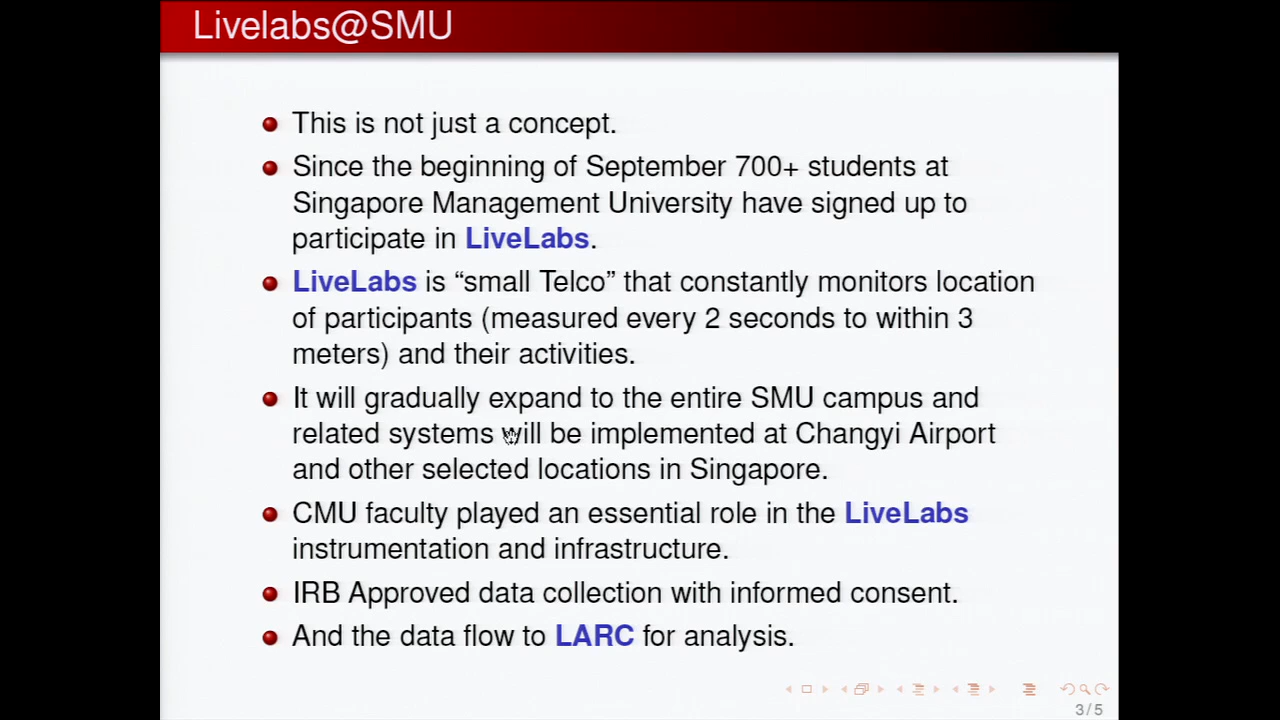 Livelabs@SMU
This is not just a concept.
Since the beginning of September 700+ students at
Singapore Management University have signed up to
participate in LiveLabs.
LiveLabs is “small Telco” that constantly monitors location
of participants (measured every 2 seconds to within 3
meters) and their activities.
It will gradually expand to the entire SMU campus and
related systems will be implemented at Changyi Airport
and other selected locations in Singapore.
CMU faculty played an essential role in the LiveLabs
instrumentation and infrastructure.
IRB Approved data collection with informed consent.
And the data flow to LARC for analysis.
3/5